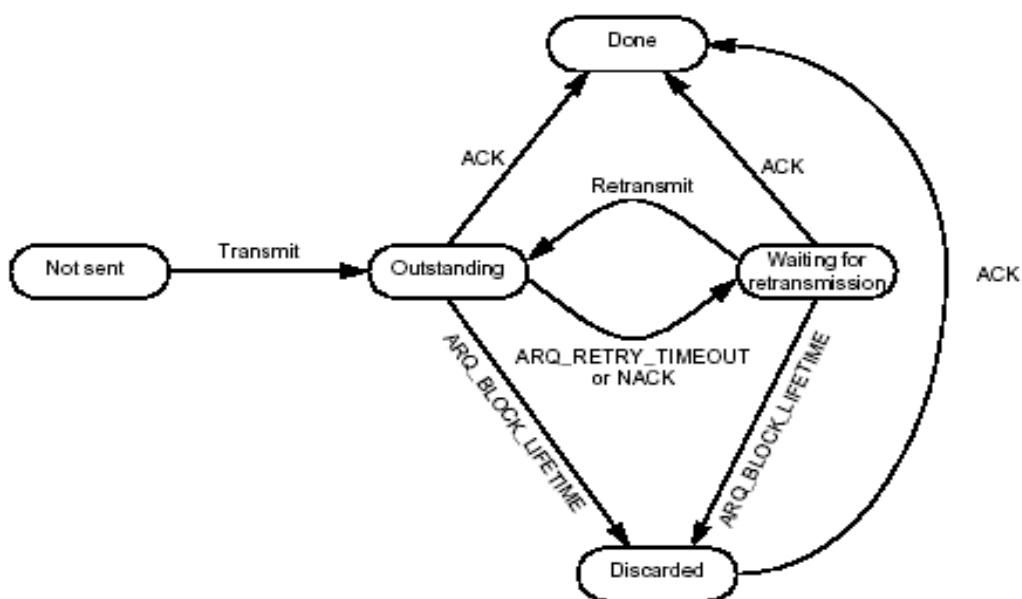 Done
ACK
ACK
Retransmit
Transmit
Not sent
Outstanding
Waiting for
retransmission
ACK
ARQ_RETRY_TIMEOUT
or NACK
ARQ_BLOCK_LIFETIME
ARQ_BLOCK_LIFETIME
Discarded